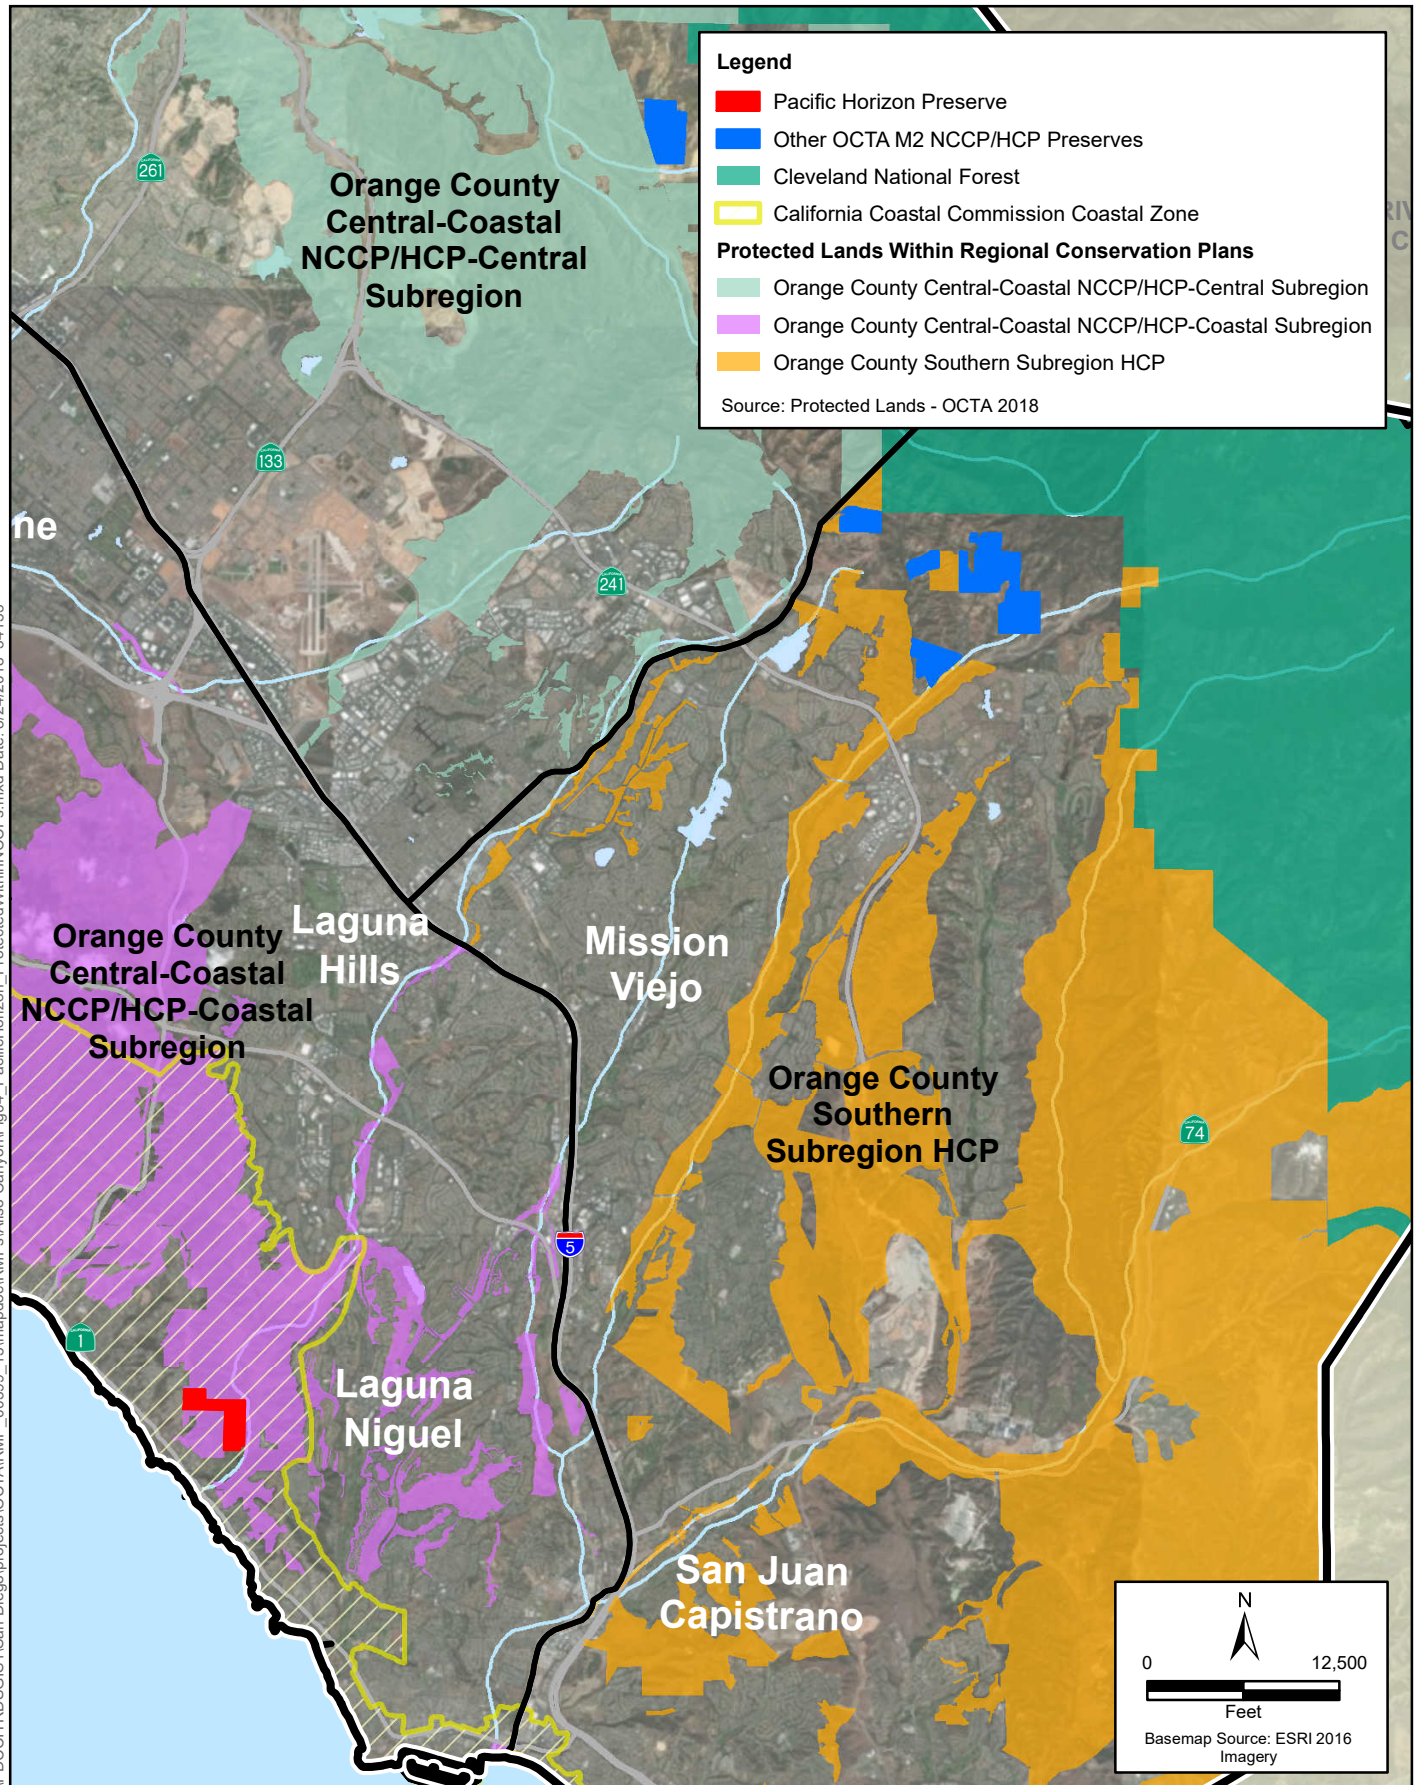 Legend
Pacific Horizon Preserve
Other OCTA M2 NCCP/HCP Preserves
Cleveland National Forest
California Coastal Commission Coastal Zone
Protected Lands Within Regional Conservation Plans
Orange County Central-Coastal NCCP/HCP-Central Subregion
Orange County Central-Coastal NCCP/HCP-Coastal Subregion
Orange County Southern Subregion HCP
Source: Protected Lands - OCTA 2018
261
Orange County
Central-Coastal
NCCP/HCP-Central
Subregion
133
ne
241
Laguna
Hills
Mission
Viejo
Orange County
Central-Coastal
NCCP/HCP-Coastal
Subregion
Orange County
Southern
Subregion HCP
74
5
1
Laguna
Niguel
San Juan
Capistrano
N
0 12,500
Feet
Basemap Source: ESRI 2016
Imagery